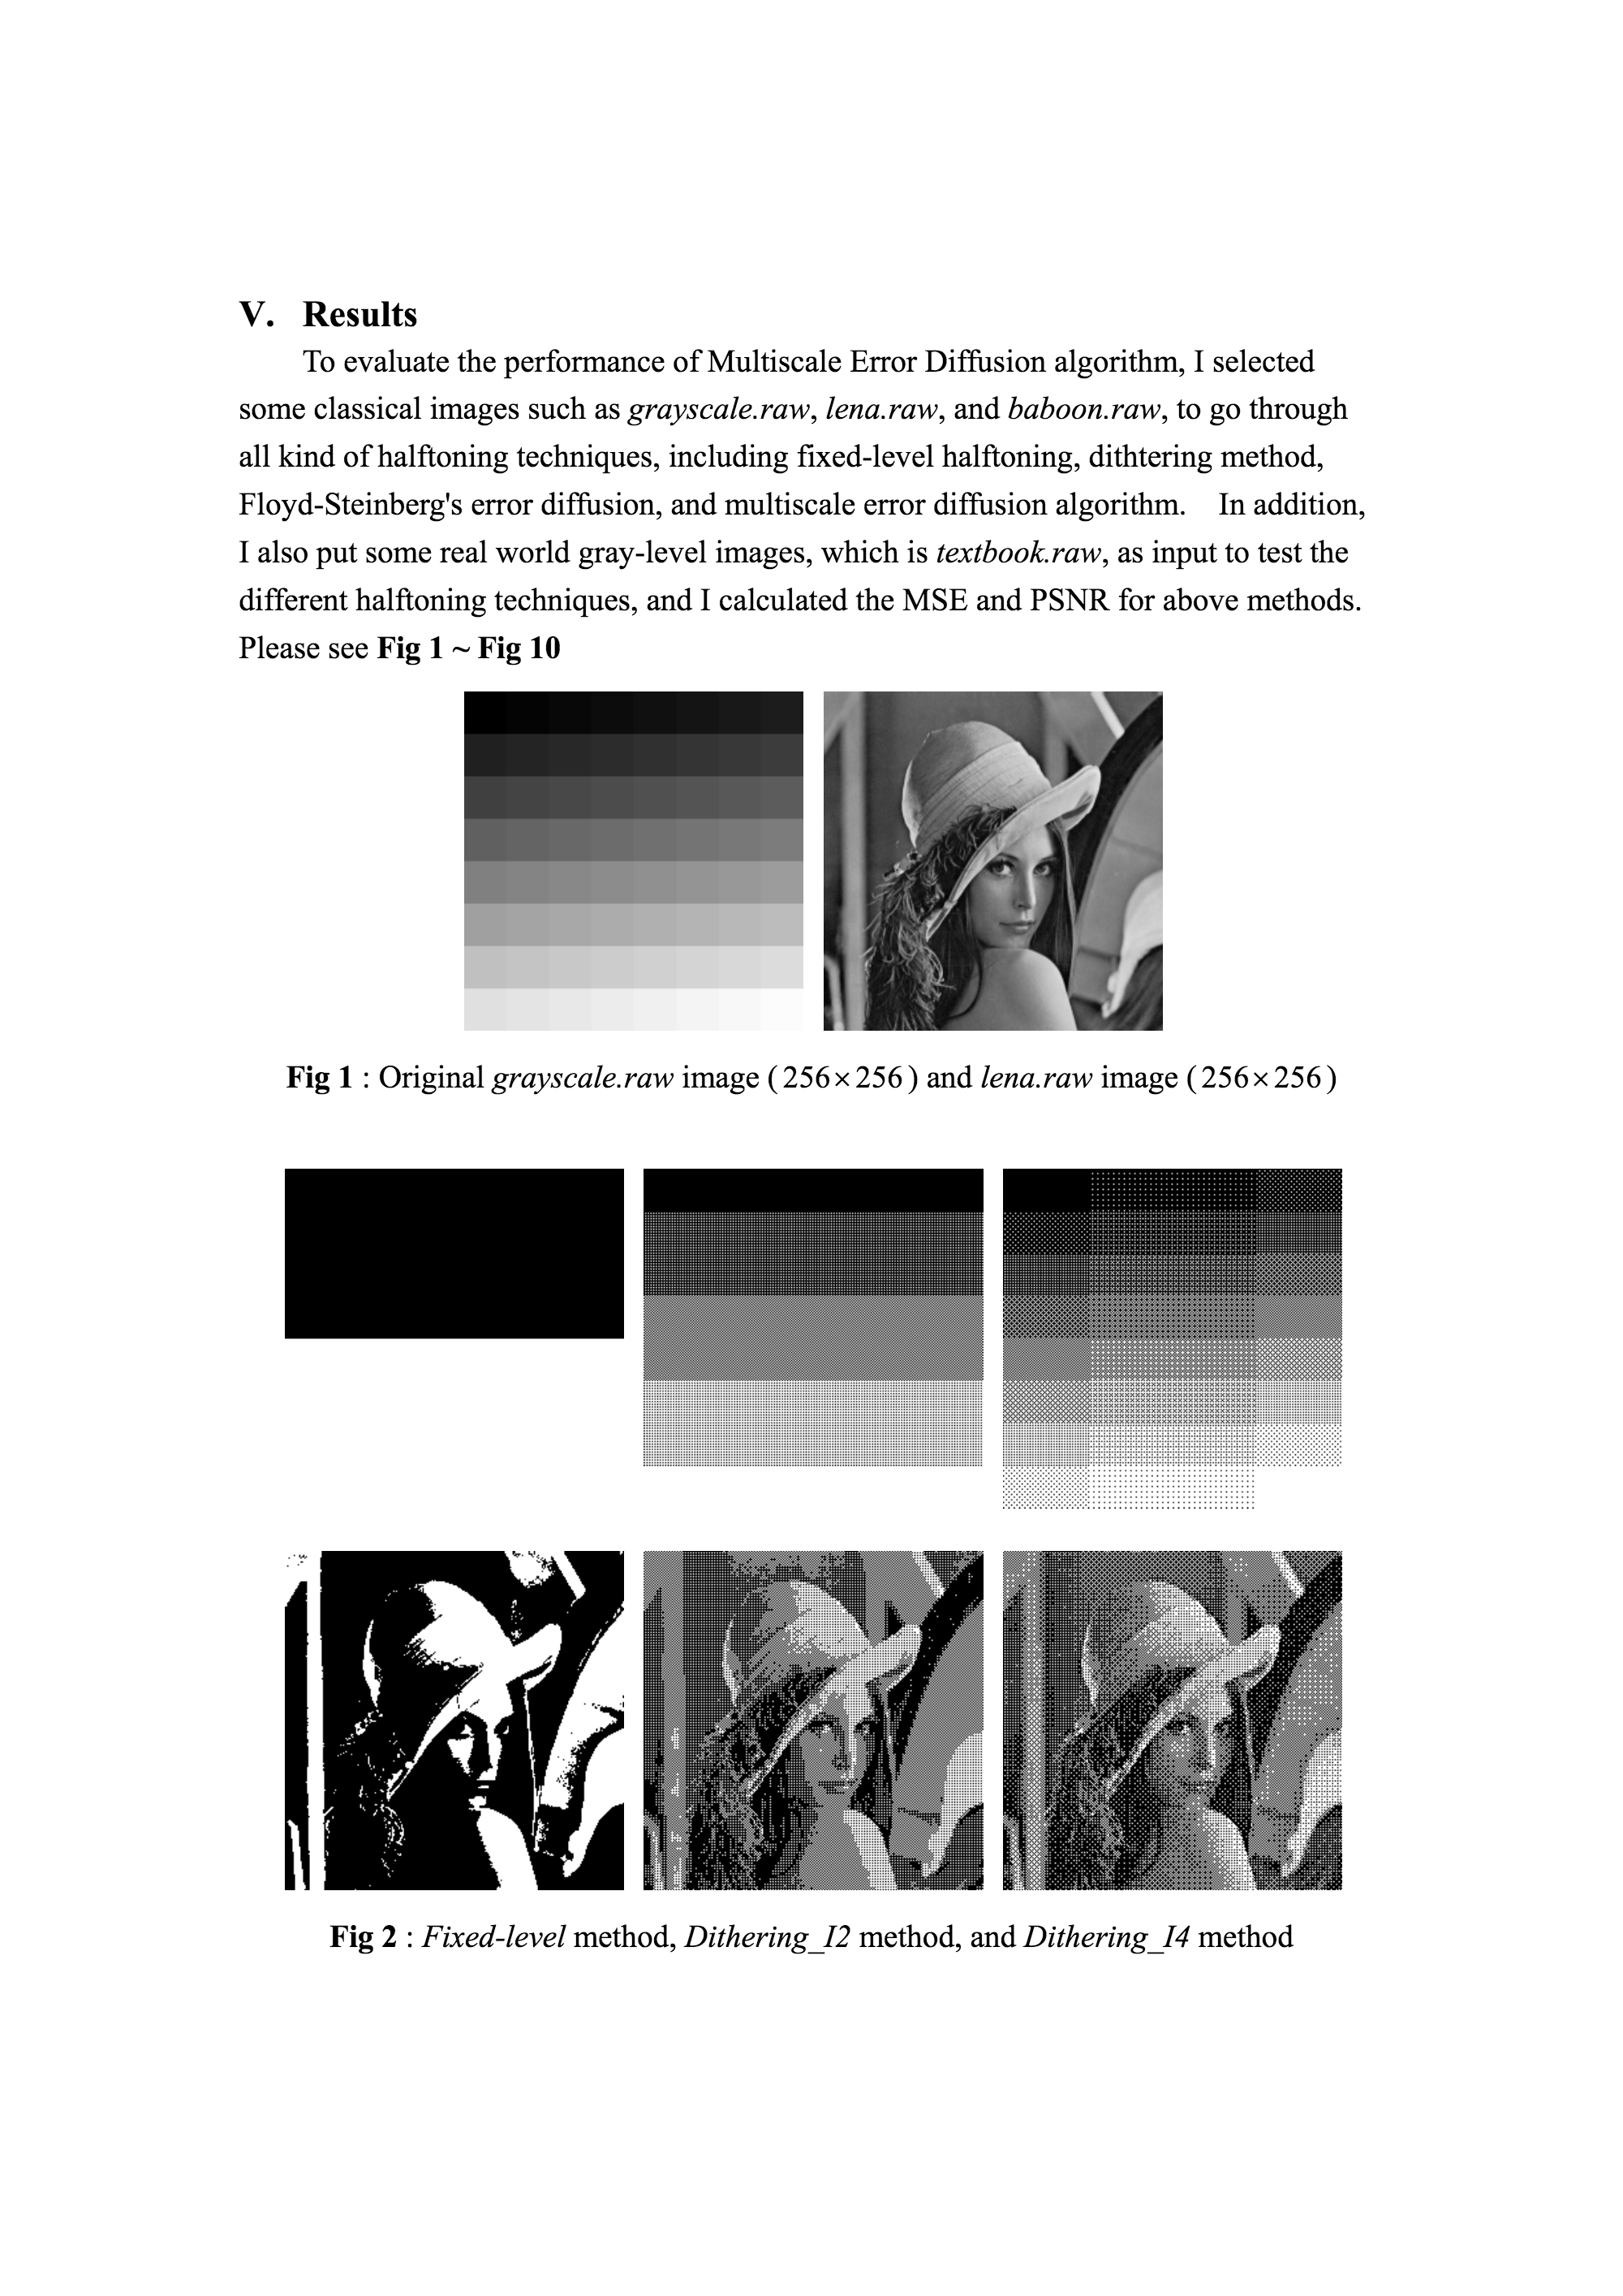 V. Results
To evaluate the performance of Multiscale Error Diffusion algorithm, I selected
some classical images such as grayscale.raw, lena.raw, and baboon.raw, to go through
all kind of halftoning techniques, including fixed-level halftoning, dithtering method,
Floyd-Steinberg's error diffusion, and multiscale error diffusion algorithm. In addition,
I also put some real world gray-level images, which is textbook.raw, as input to test the
different halftoning techniques, and I calculated the MSE and PSNR for above methods.
Please see Fig 1 ~ Fig 10
Fig 1 : Original grayscale.raw image (256×256) and lena.raw image (256×256)
Fig 2 : Fixed-level method, Dithering_I2 method, and Dithering_I4 method